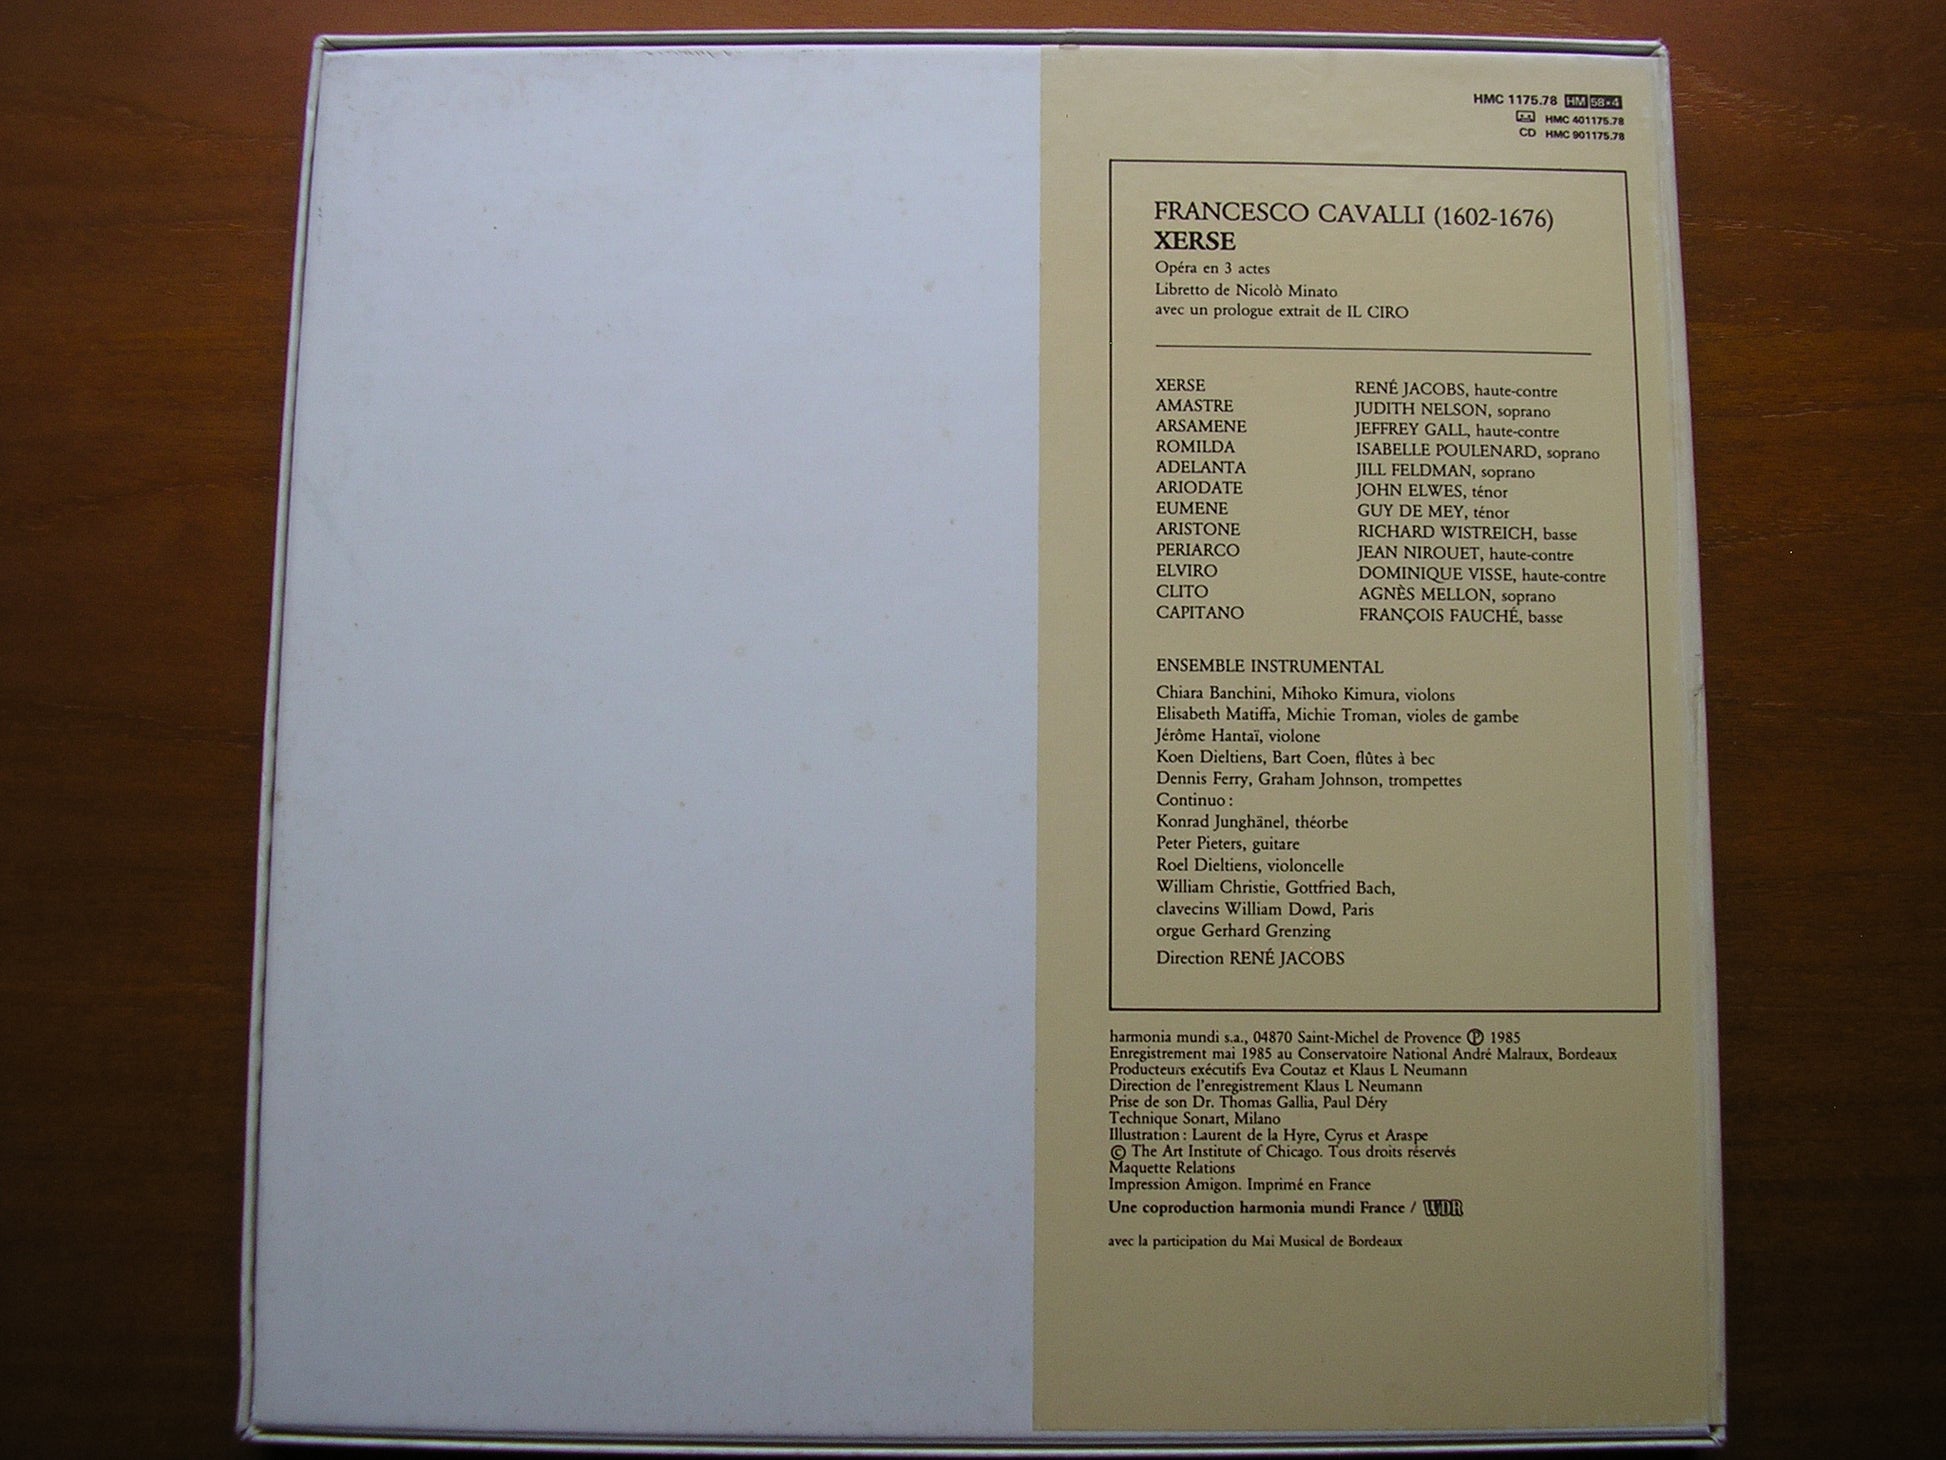 HMC 1175.78 HM 58×4
HMC 401175.78
CD HMC 901175.78
FRANCESCO CAVALLI (1602-1676)
XERSE
Opéra en 3 actes
Libretto de Nicolò Minato
avec un prologue extrait de IL CIRO
XERSE RENÉ JACOBS, haute-contre
AMASTRE JUDITH NELSON, soprano
ARSAMENE JEFFREY GALL, haute-contre
ROMILDA ISABELLE POULENARD, soprano
ADELANTA JILL FELDMAN, soprano
ARIODATE JOHN ELWES, ténor
EUMENE GUY DE MEY, ténor
ARISTONE RICHARD WISTREICH, basse
PERIARCO JEAN NIROUET, haute-contre
ELVIRO DOMINIQUE VISSE, haute-contre
CLITO AGNÈS MELLON, soprano
CAPITANO FRANÇOIS FAUCHÉ, basse
ENSEMBLE INSTRUMENTAL
Chiara Banchini, Mihoko Kimura, violons
Elisabeth Matiffa, Michie Troman, violes de gambe
Jérôme Hantaï, violone
Koen Dieltiens, Bart Coen, flûtes à bec
Dennis Ferry, Graham Johnson, trompettes
Continuo :
Konrad Junghänel, théorbe
Peter Pieters, guitare
Roel Dieltiens, violoncelle
William Christie, Gottfried Bach,
clavecins William Dowd, Paris
orgue Gerhard Grenzing
Direction RENÉ JACOBS
harmonia mundi s.a., 04870 Saint-Michel de Provence ℗ 1985
Enregistrement mai 1985 au Conservatoire National André Malraux, Bordeaux
Producteurs exécutifs Eva Coutaz et Klaus L Neumann
Direction de l'enregistrement Klaus L Neumann
Prise de son Dr. Thomas Gallia, Paul Déry
Technique Sonart, Milano
Illustration : Laurent de la Hyre, Cyrus et Araspe
© The Art Institute of Chicago. Tous droits réservés
Maquette Relations
Impression Amigon. Imprimé en France
Une coproduction harmonia mundi France / WDR
avec la participation du Mai Musical de Bordeaux